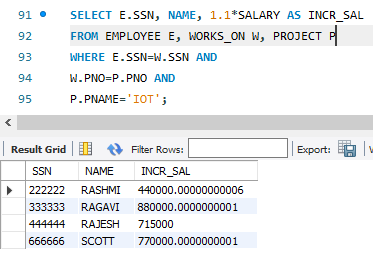 91 SELECT E.SSN, NAME, 1.1*SALARY AS INCR_SAL
92 FROM EMPLOYEE E, WORKS_ON W, PROJECT P
93 WHERE E.SSN=W.SSN AND
94 W.PNO=P.PNO AND
95 P.PNAME='IOT';
Result Grid Filter Rows: Export:
SSN NAME INCR_SAL
222222 RASHMI 440000.00000000006
333333 RAGAVI 880000.0000000001
444444 RAJESH 715000
666666 SCOTT 770000.0000000001